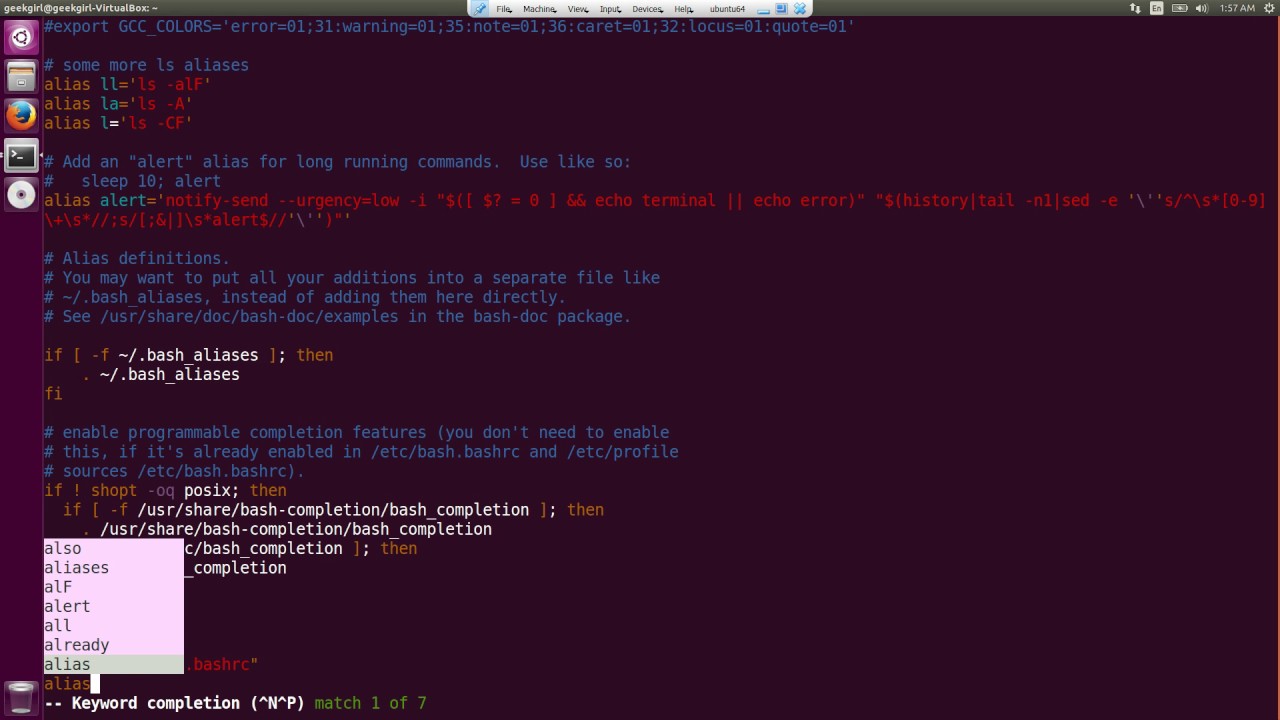 geekgirl@geekgirl-VirtualBox: ~
File Machine View Input Devices Help ubuntu64
En 1:57 AM
#export GCC_COLORS='error=01;31:warning=01;35:note=01;36:caret=01;32:locus=01:quote=01'
# some more ls aliases
alias ll='ls -alF'
alias la='ls -A'
alias l='ls -CF'
# Add an "alert" alias for long running commands.  Use like so:
#   sleep 10; alert
alias alert='notify-send --urgency=low -i "$([ $? = 0 ] && echo terminal || echo error)" "$(history|tail -n1|sed -e '\''s/^\s*[0-9]
\+\s*//;s/[;&|]\s*alert$//'\'')"'
# Alias definitions.
# You may want to put all your additions into a separate file like
# ~/.bash_aliases, instead of adding them here directly.
# See /usr/share/doc/bash-doc/examples in the bash-doc package.
if [ -f ~/.bash_aliases ]; then
    . ~/.bash_aliases
fi
# enable programmable completion features (you don't need to enable
# this, if it's already enabled in /etc/bash.bashrc and /etc/profile
# sources /etc/bash.bashrc).
if ! shopt -oq posix; then
  if [ -f /usr/share/bash-completion/bash_completion ]; then
    . /usr/share/bash-completion/bash_completion
also c/bash_completion ]; then
aliases _completion
alF
alert
all
already
alias .bashrc"
alias
-- Keyword completion (^N^P) match 1 of 7